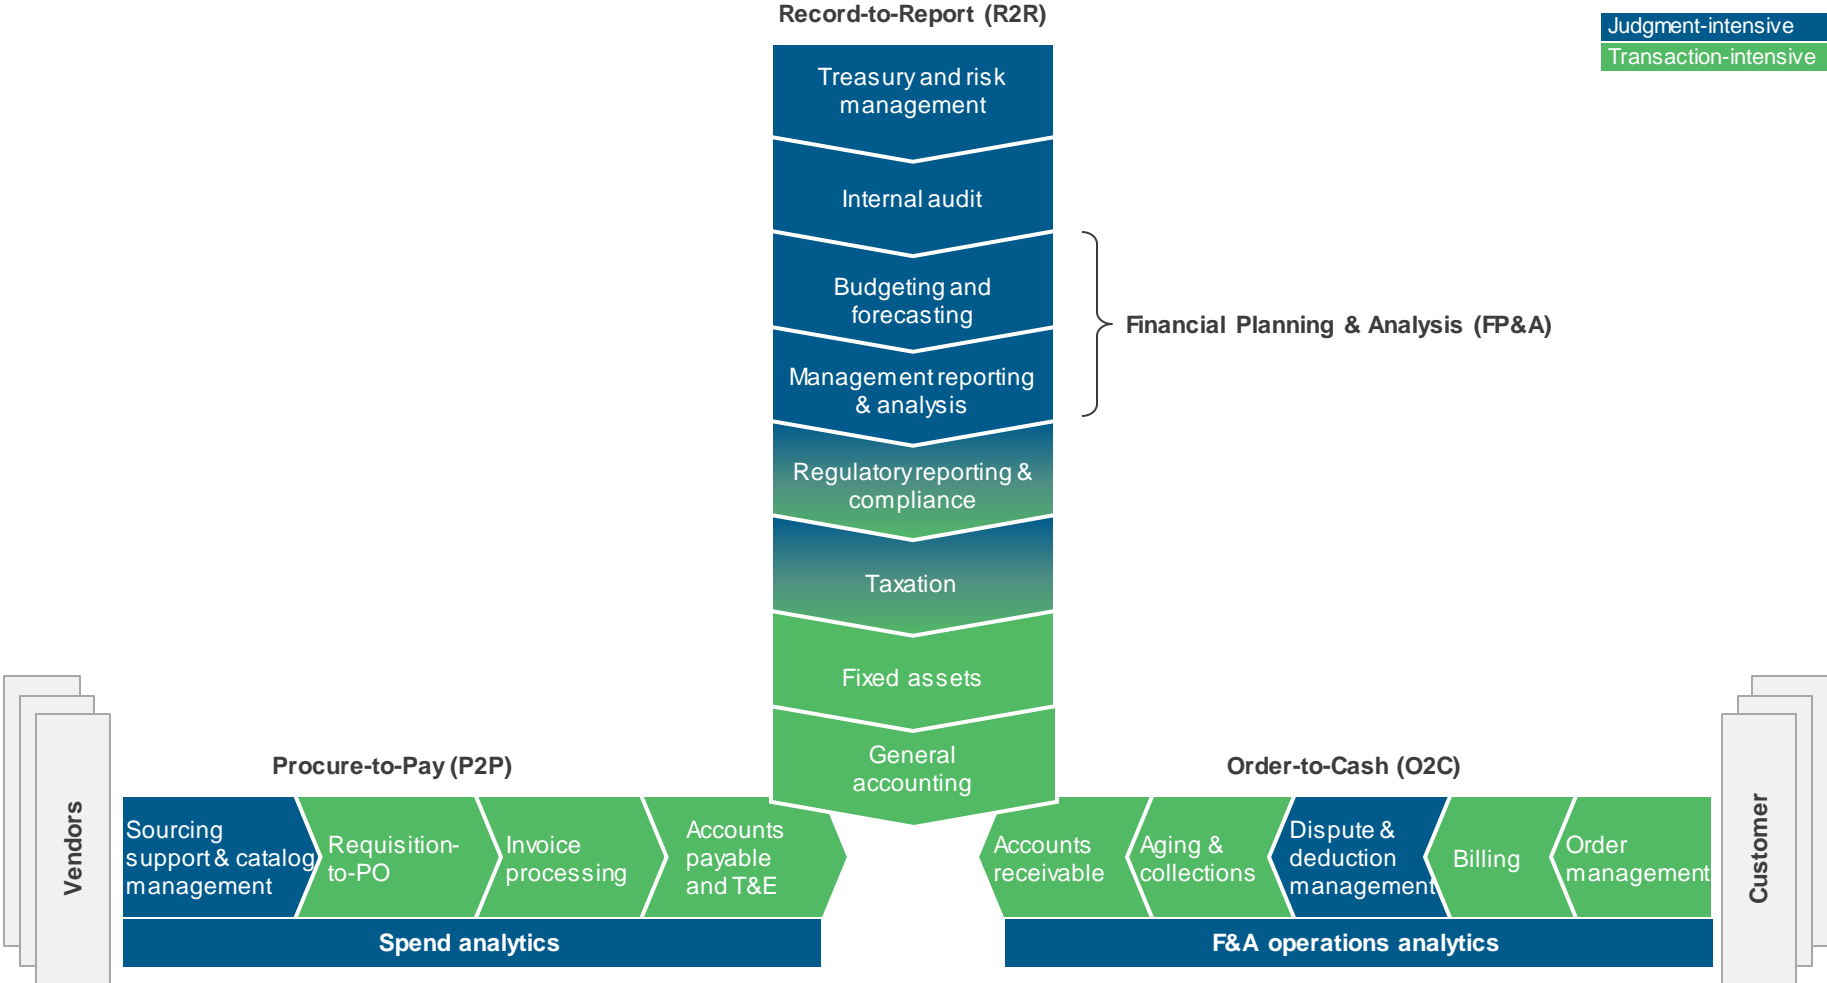 Record-to-Report (R2R)
Judgment-intensive
Transaction-intensive
Treasury and risk
management
Internal audit
Budgeting and
forecasting
Financial Planning & Analysis (FP&A)
Management reporting
& analysis
Regulatory reporting &
compliance
Taxation
Fixed assets
General
accounting
Procure-to-Pay (P2P)
Order-to-Cash (O2C)
Vendors
Sourcing
support & catalog
management
Requisition-
to-PO
Invoice
processing
Accounts
payable
and T&E
Accounts
receivable
Aging &
collections
Dispute &
deduction
management
Billing
Order
management
Customer
Spend analytics
F&A operations analytics